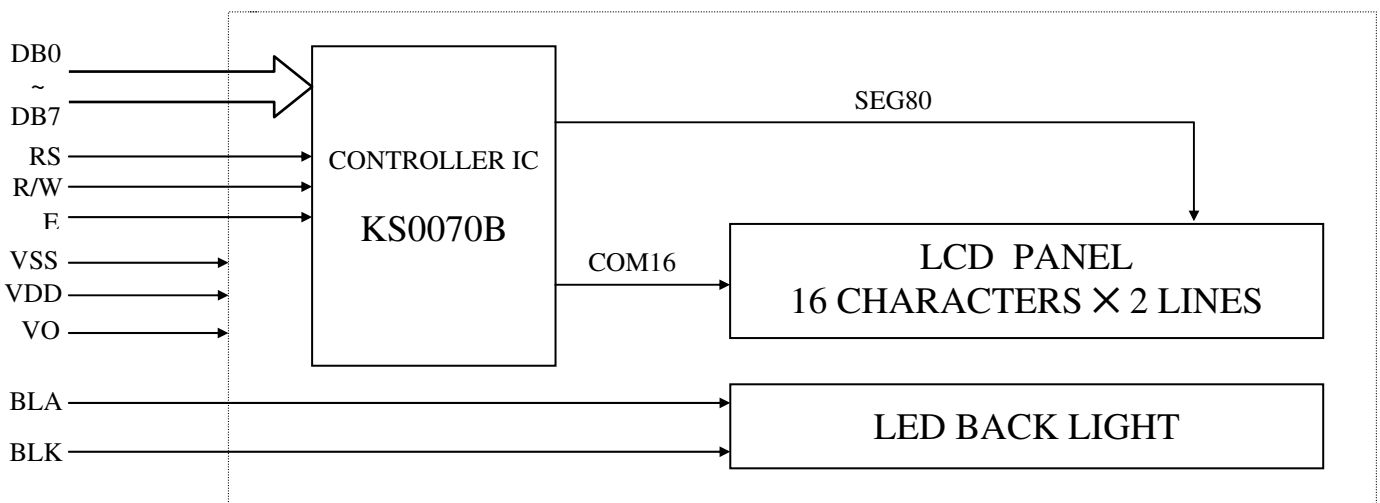 DB0
~
DB7
RS
R/W
E
VSS
VDD
VO
BLA
BLK
CONTROLLER IC
KS0070B
SEG80
COM16
LCD PANEL
16 CHARACTERS × 2 LINES
LED BACK LIGHT